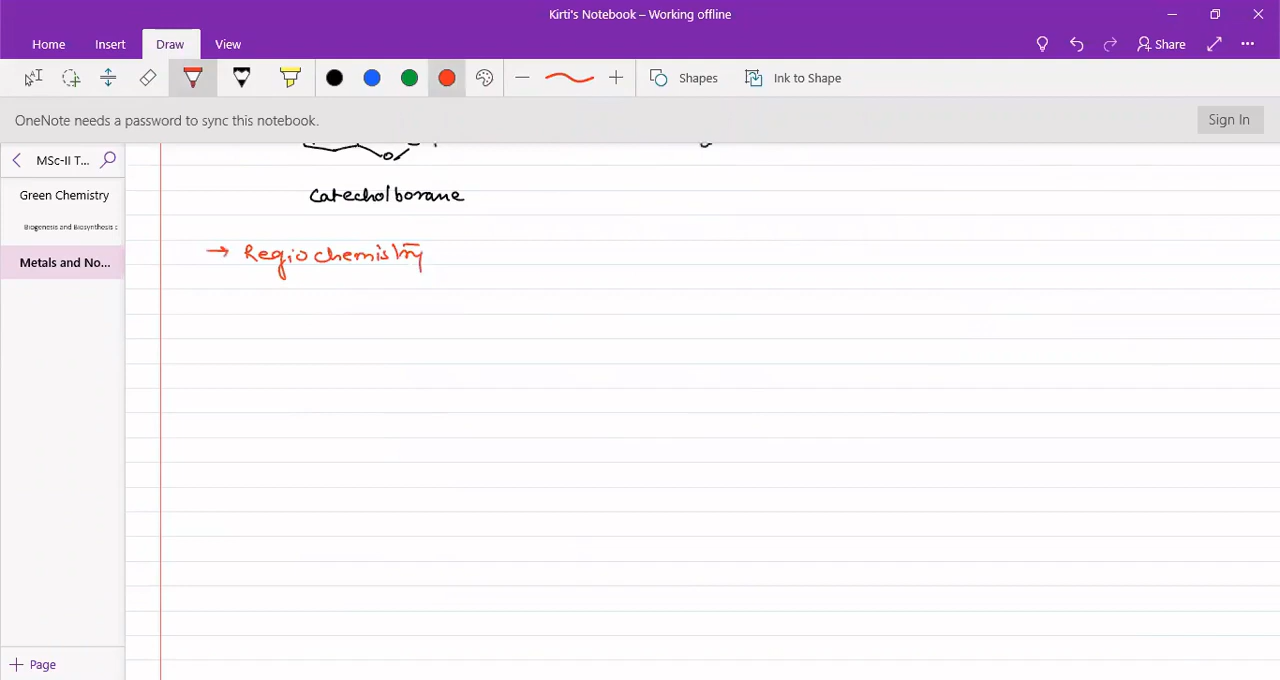 Kirti's Notebook – Working offline
Home Insert Draw View Share
Shapes Ink to Shape
OneNote needs a password to sync this notebook. Sign In
MSc-II T...
Green Chemistry
Biogenesis and Biosynthesis
Metals and No...
o
Catecholborane
→ Regiochemistry
+ Page